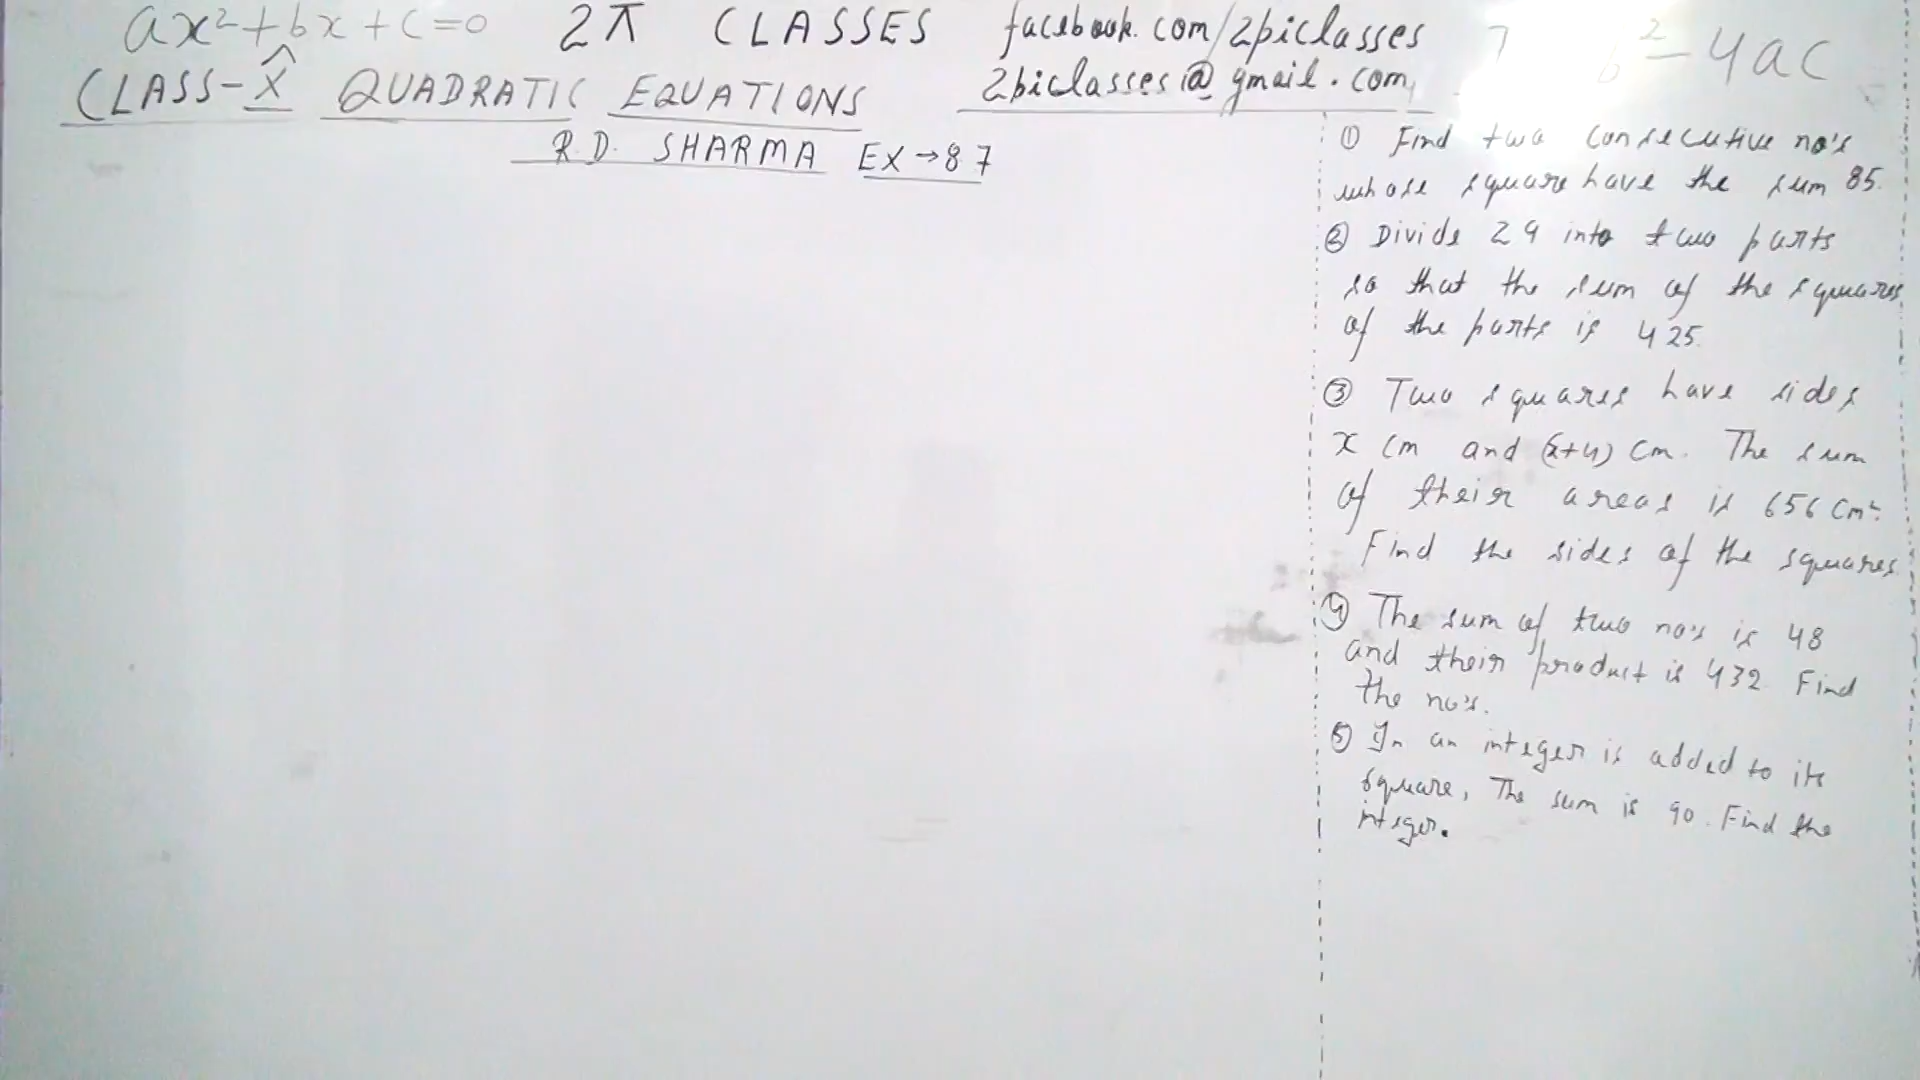 ax²+bx+c=0 2π CLASSES facebook.com/2piclasses b²-4ac
CLASS-X QUADRATIC EQUATIONS 2piclasses@gmail.com
R.D. SHARMA EX→8.7
① Find two consecutive no's
whose square have the sum 85.
② Divide 29 into two parts
so that the sum of the squares
of the parts is 425.
③ Two squares have sides
x cm and (x+4) cm. The sum
of their areas is 656 cm².
Find the sides of the squares
④ The sum of two no's is 48
and their product is 432 Find
the no's.
⑤ In an integer is added to its
square, The sum is 90. Find the
integer.